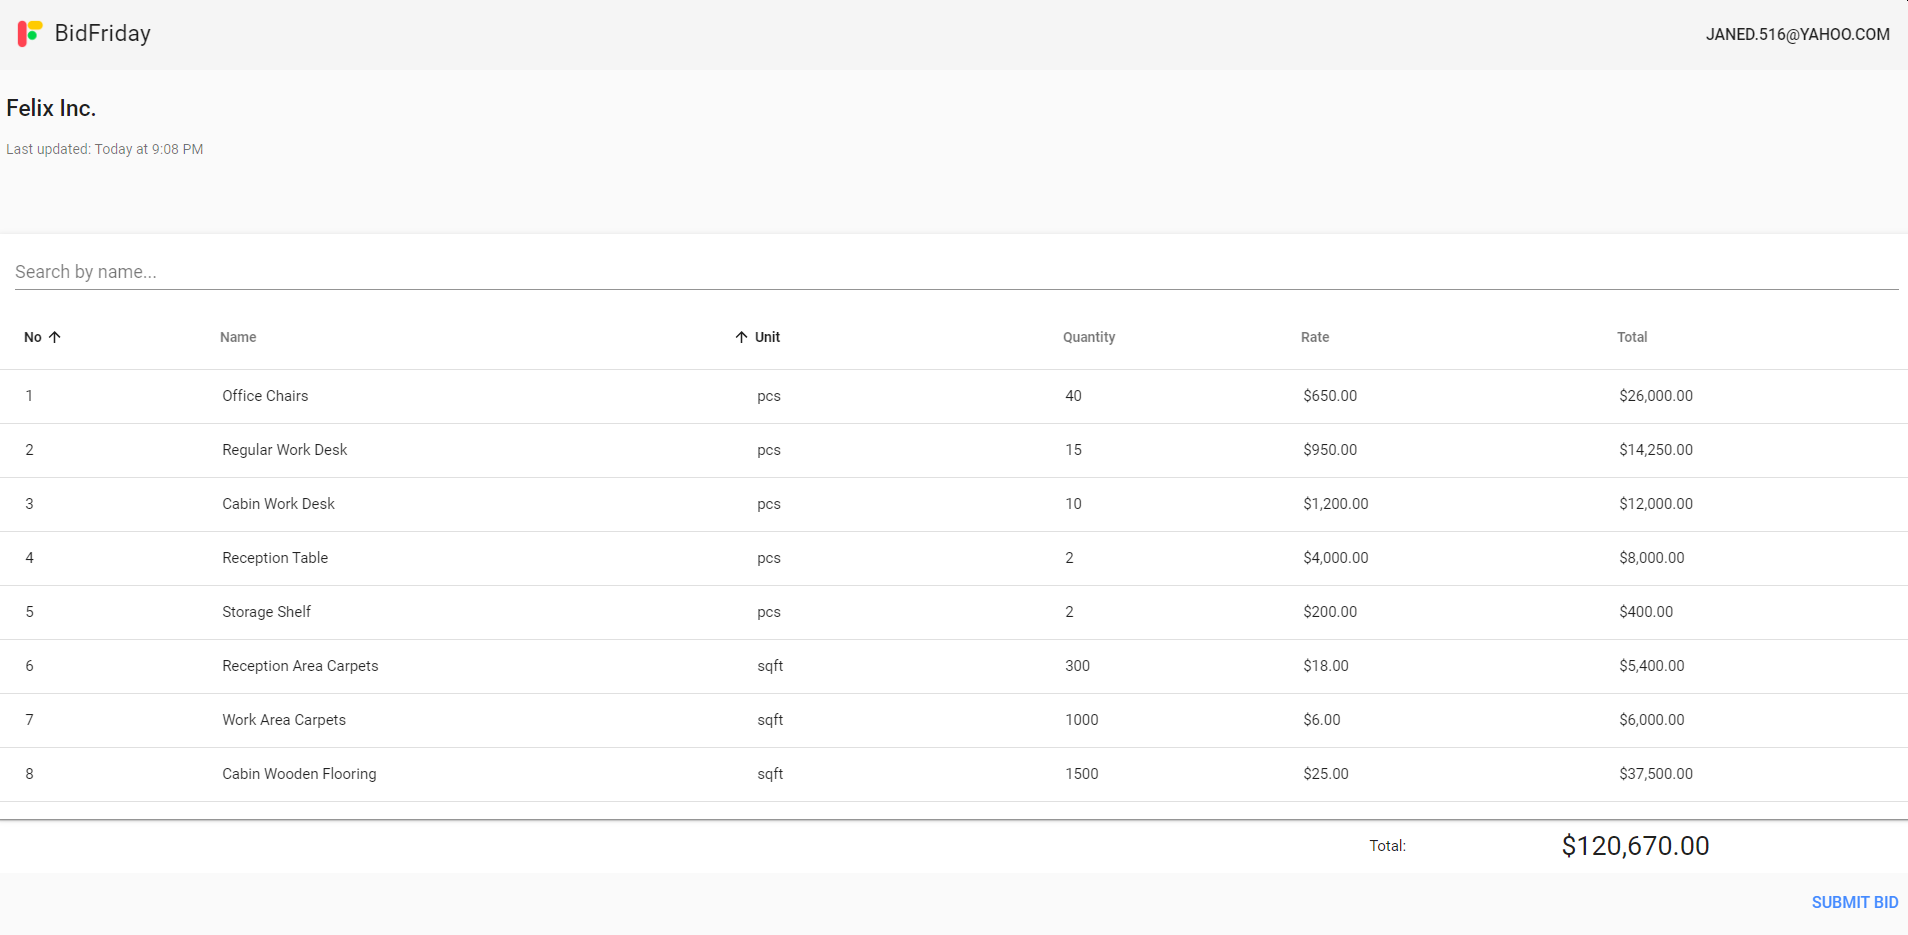 BidFriday
JANED.516@YAHOO.COM
Felix Inc.
Last updated: Today at 9:08 PM
Search by name...
No Name Unit Quantity Rate Total
1 Office Chairs pcs 40 $650.00 $26,000.00
2 Regular Work Desk pcs 15 $950.00 $14,250.00
3 Cabin Work Desk pcs 10 $1,200.00 $12,000.00
4 Reception Table pcs 2 $4,000.00 $8,000.00
5 Storage Shelf pcs 2 $200.00 $400.00
6 Reception Area Carpets sqft 300 $18.00 $5,400.00
7 Work Area Carpets sqft 1000 $6.00 $6,000.00
8 Cabin Wooden Flooring sqft 1500 $25.00 $37,500.00
Total: $120,670.00
SUBMIT BID